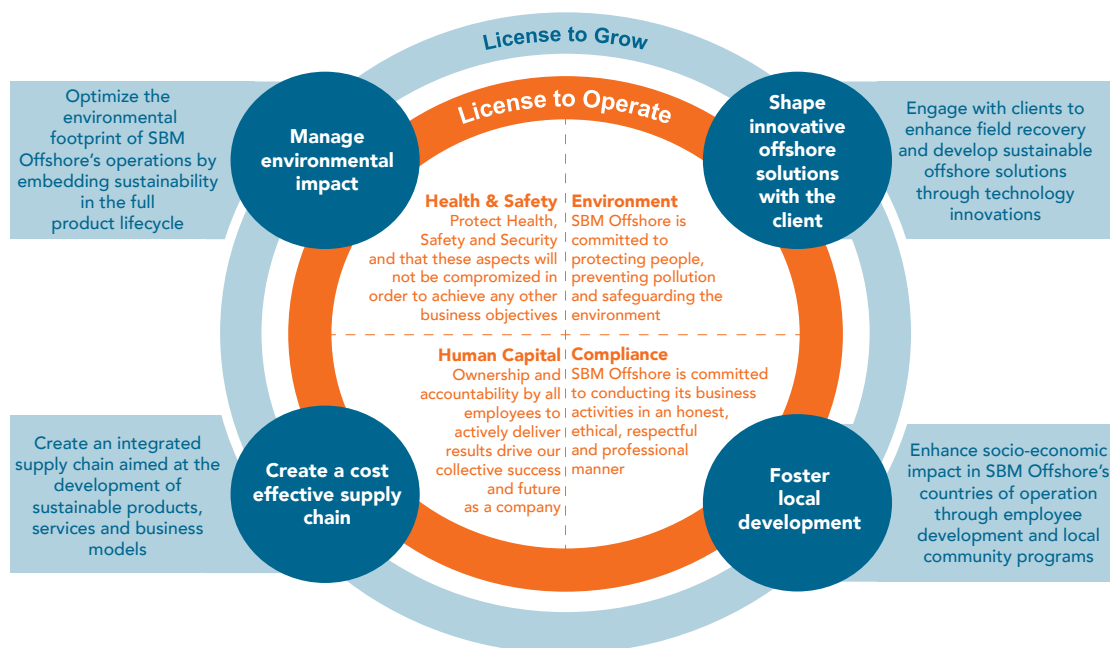 License to Grow
License to Operate
Optimize the
environmental
footprint of SBM
Offshore's operations by
embedding sustainability
in the full
product lifecycle
Manage
environmental
impact
Shape
innovative
offshore
solutions
with the
client
Engage with clients to
enhance field recovery
and develop sustainable
offshore solutions
through technology
innovations
Health & Safety
Protect Health,
Safety and Security
and that these aspects will
not be compromized in
order to achieve any other
business objectives
Environment
SBM Offshore is
committed to
protecting people,
preventing pollution
and safeguarding the
environment
Human Capital
Ownership and
accountability by all
employees to
actively deliver
results drive our
collective success
and future
as a company
Compliance
SBM Offshore is committed
to conducting its business
activities in an honest,
ethical, respectful
and professional
manner
Create an integrated
supply chain aimed at the
development of
sustainable products,
services and business
models
Create a cost
effective supply
chain
Foster
local
development
Enhance socio-economic
impact in SBM Offshore's
countries of operation
through employee
development and local
community programs